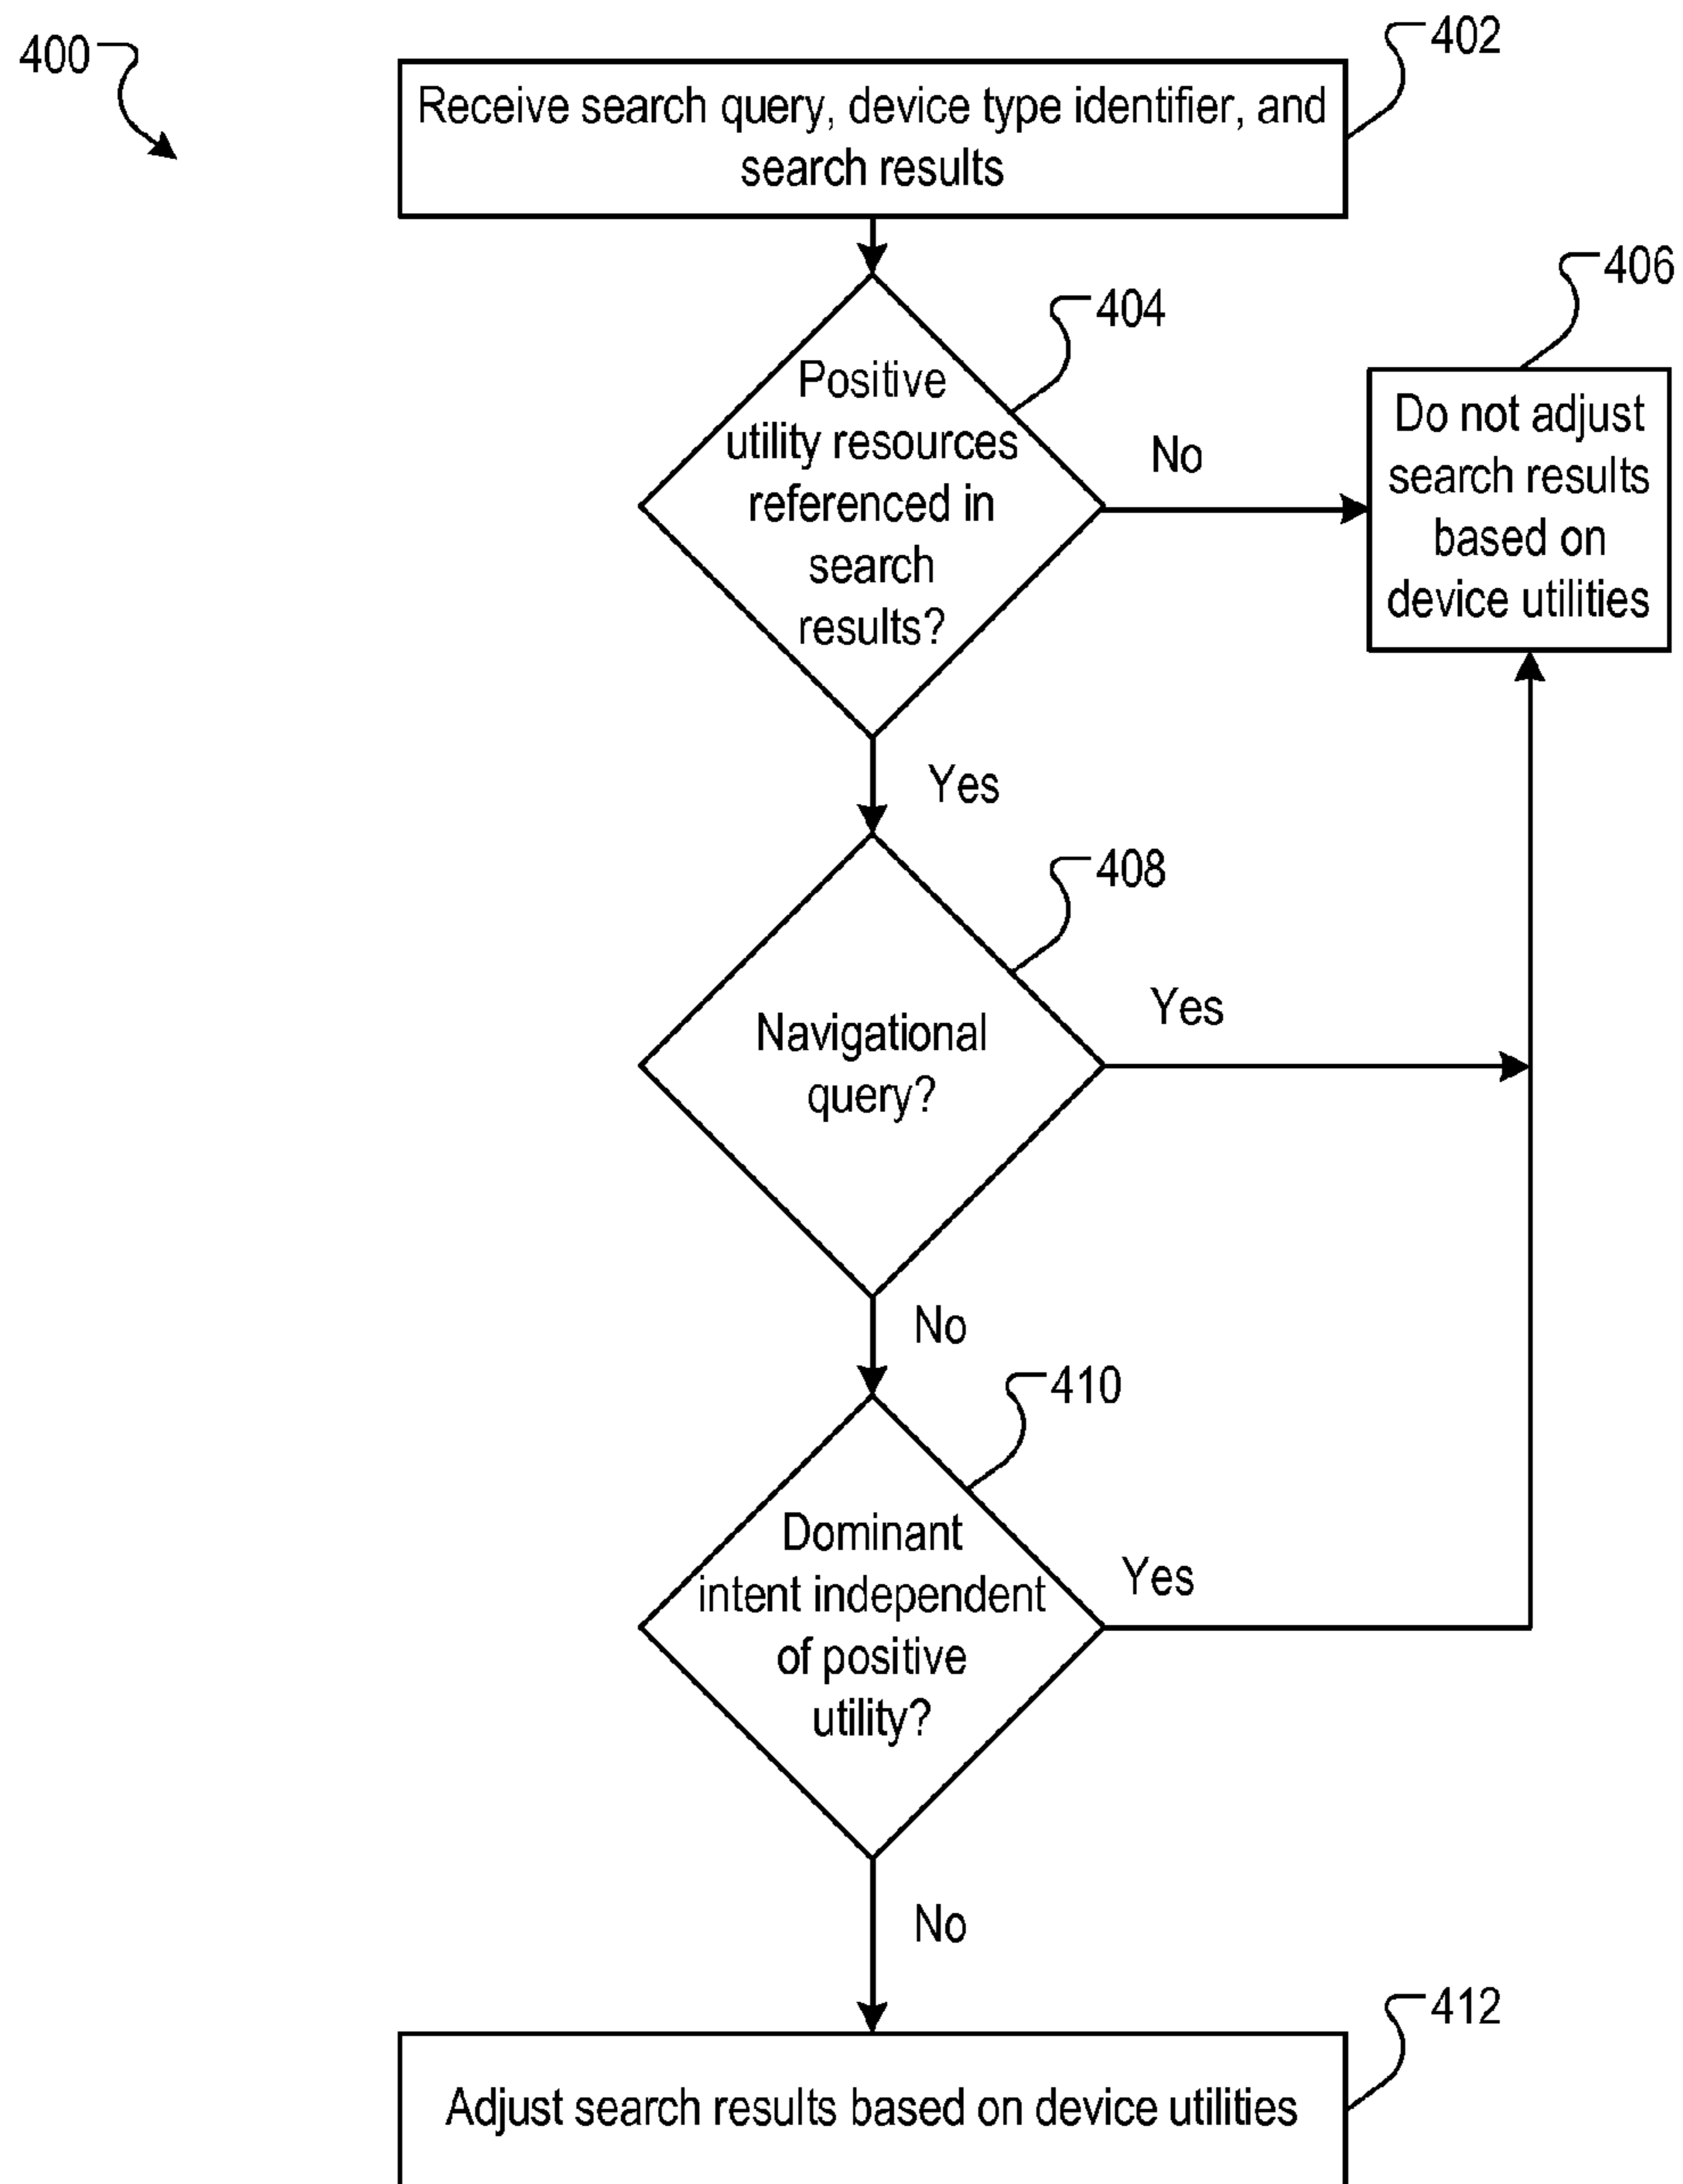 400
402
Receive search query, device type identifier, and
search results
404
Positive
utility resources
referenced in
search
results?
No
406
Do not adjust
search results
based on
device utilities
Yes
408
Navigational
query?
Yes
No
410
Dominant
intent independent
of positive
utility?
Yes
No
412
Adjust search results based on device utilities